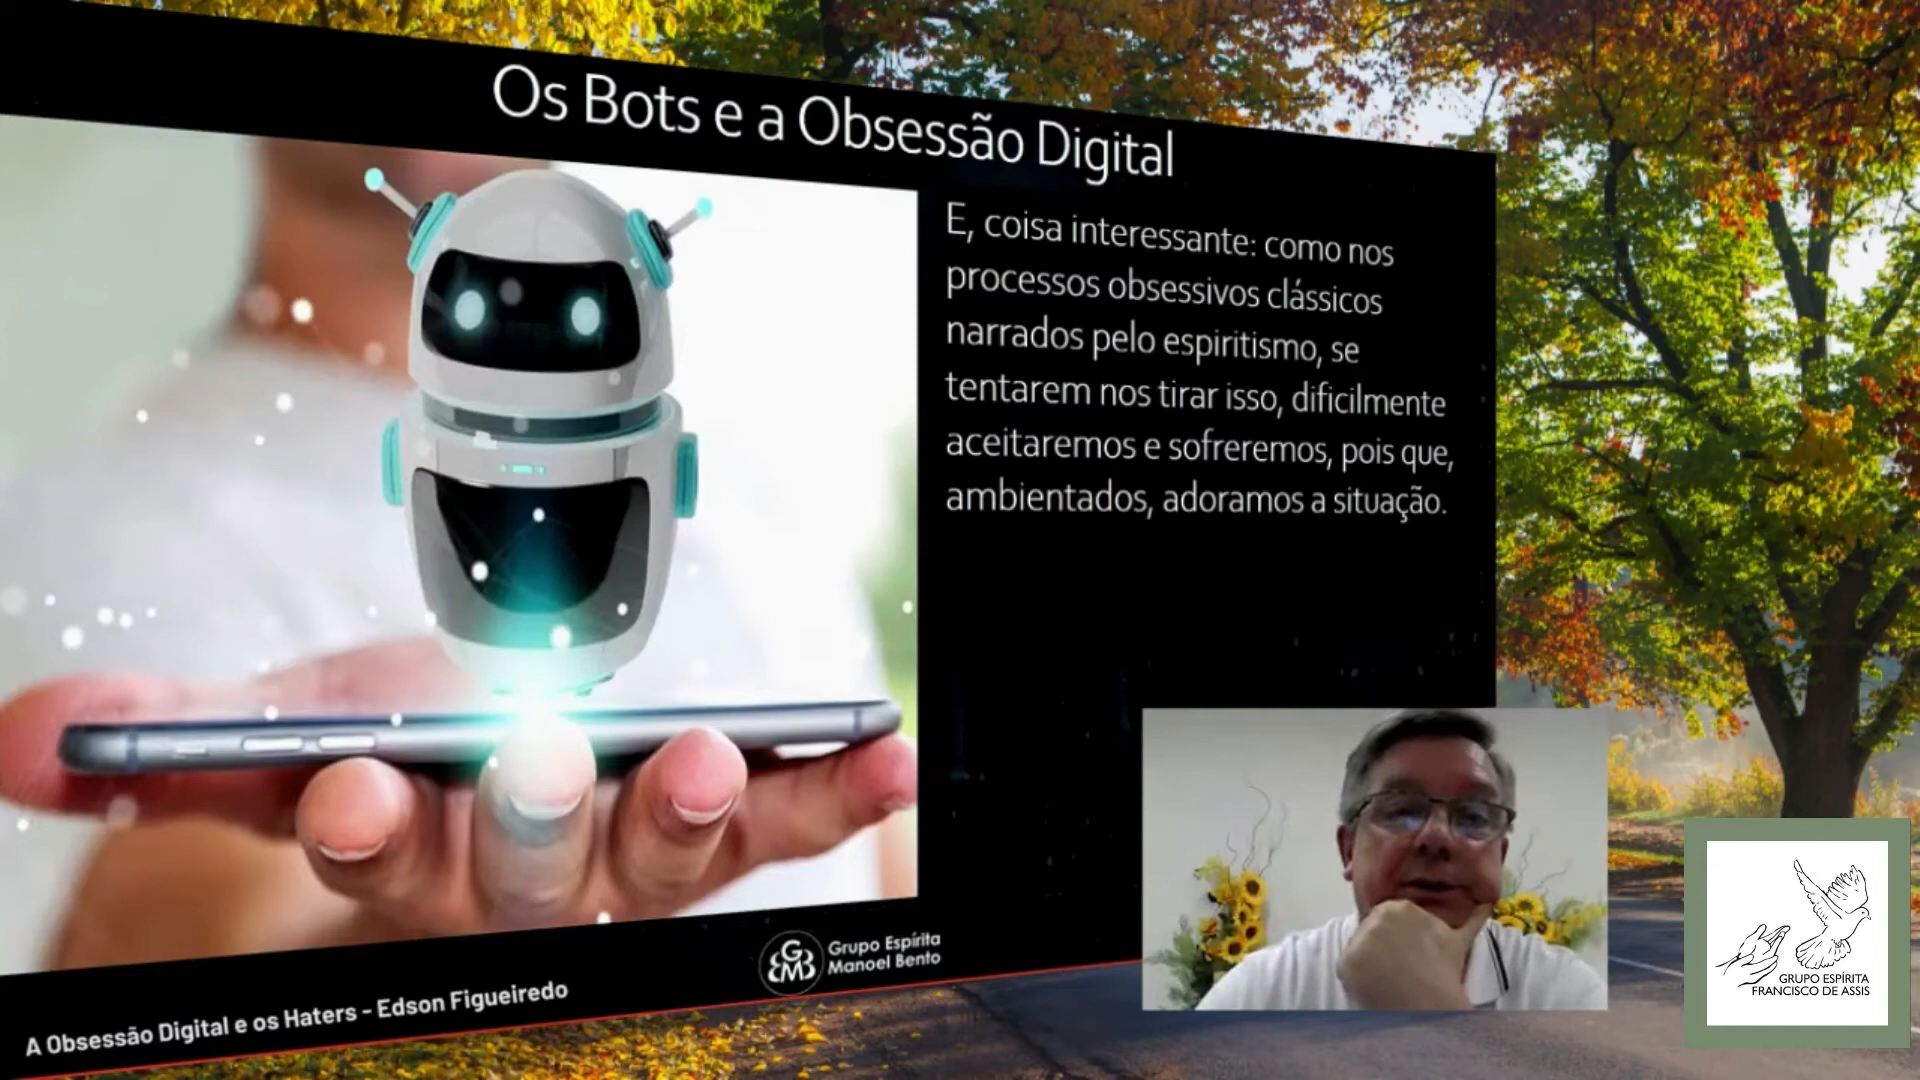 Os Bots e a Obsessão Digital
E, coisa interessante: como nos
processos obsessivos clássicos
narrados pelo espiritismo, se
tentarem nos tirar isso, dificilmente
aceitaremos e sofreremos, pois que,
ambientados, adoramos a situação.
GEMB
Grupo Espírita
Manoel Bento
A Obsessão Digital e os Haters - Edson Figueiredo
GRUPO ESPÍRITA
FRANCISCO DE ASSIS